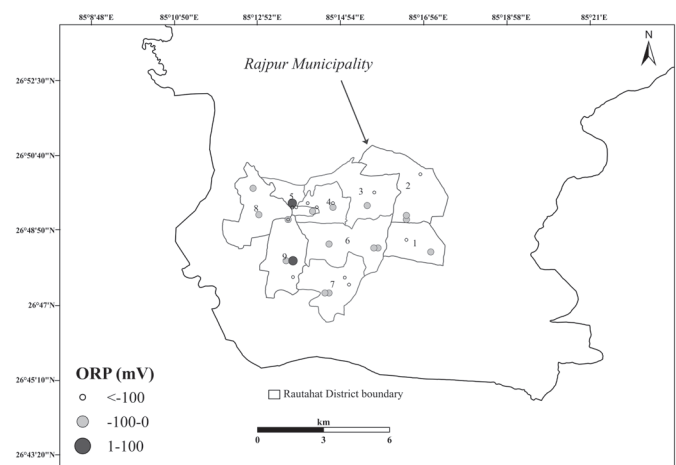 85°8'48"E 85°10'50"E 85°12'52"E 85°14'54"E 85°16'56"E 85°18'58"E 85°21'E
N
Rajpur Municipality
26°52'30"N
26°50'40"N
26°48'50"N
26°47'N
26°45'10"N
26°43'20"N
5 4 3 2
8
6 1
9
7
ORP (mV)
<-100
-100-0
1-100
Rautahat District boundary
km
0 3 6